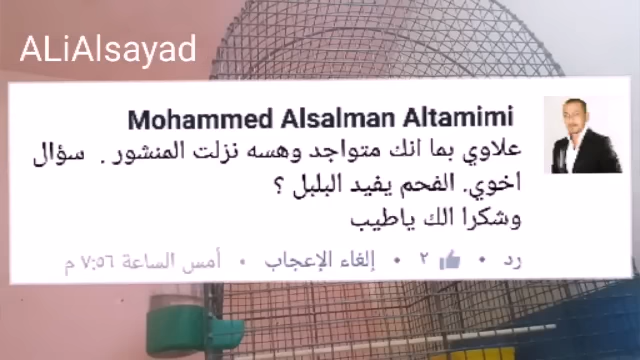 ALiAlsayad
Mohammed Alsalman Altamimi
علاوي بما انك متواجد وهسه نزلت المنشور . سؤال
اخوي. الفحم يفيد البلبل ؟
وشكرا الك ياطيب
رد • ٢ • إلغاء الإعجاب • أمس الساعة ٧:٥٦ م